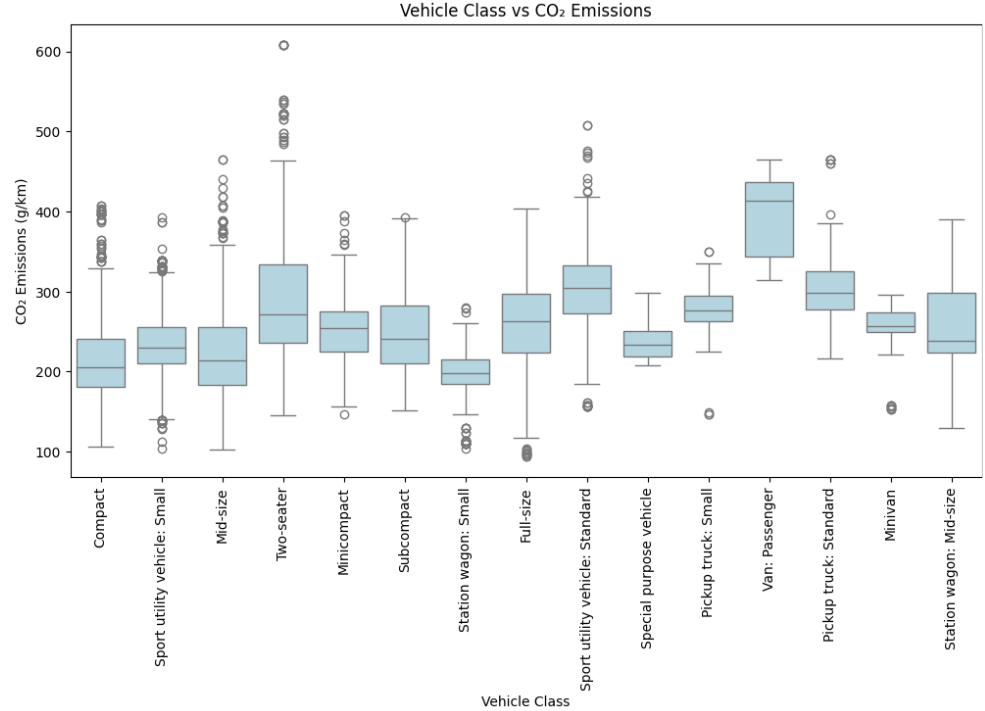 Vehicle Class vs CO₂ Emissions
600
500
400
300
200
100
CO₂ Emissions (g/km)
Compact
Sport utility vehicle: Small
Mid-size
Two-seater
Minicompact
Subcompact
Station wagon: Small
Full-size
Sport utility vehicle: Standard
Special purpose vehicle
Pickup truck: Small
Van: Passenger
Pickup truck: Standard
Minivan
Station wagon: Mid-size
Vehicle Class